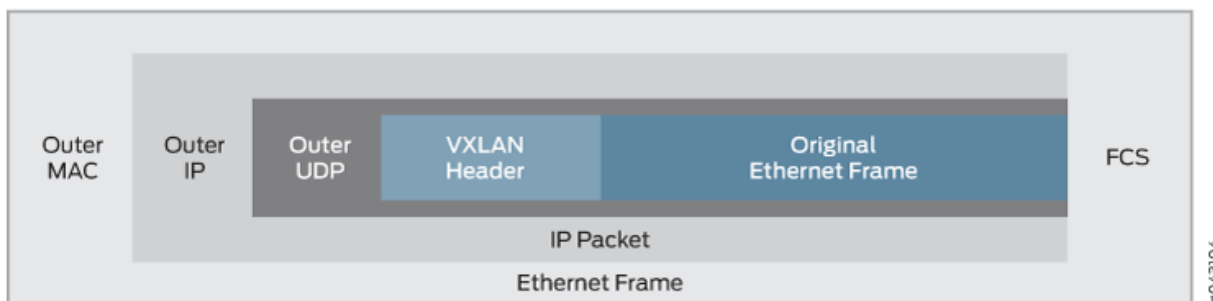 Outer
MAC
Outer
IP
Outer
UDP
VXLAN
Header
Original
Ethernet Frame
FCS
IP Packet
Ethernet Frame